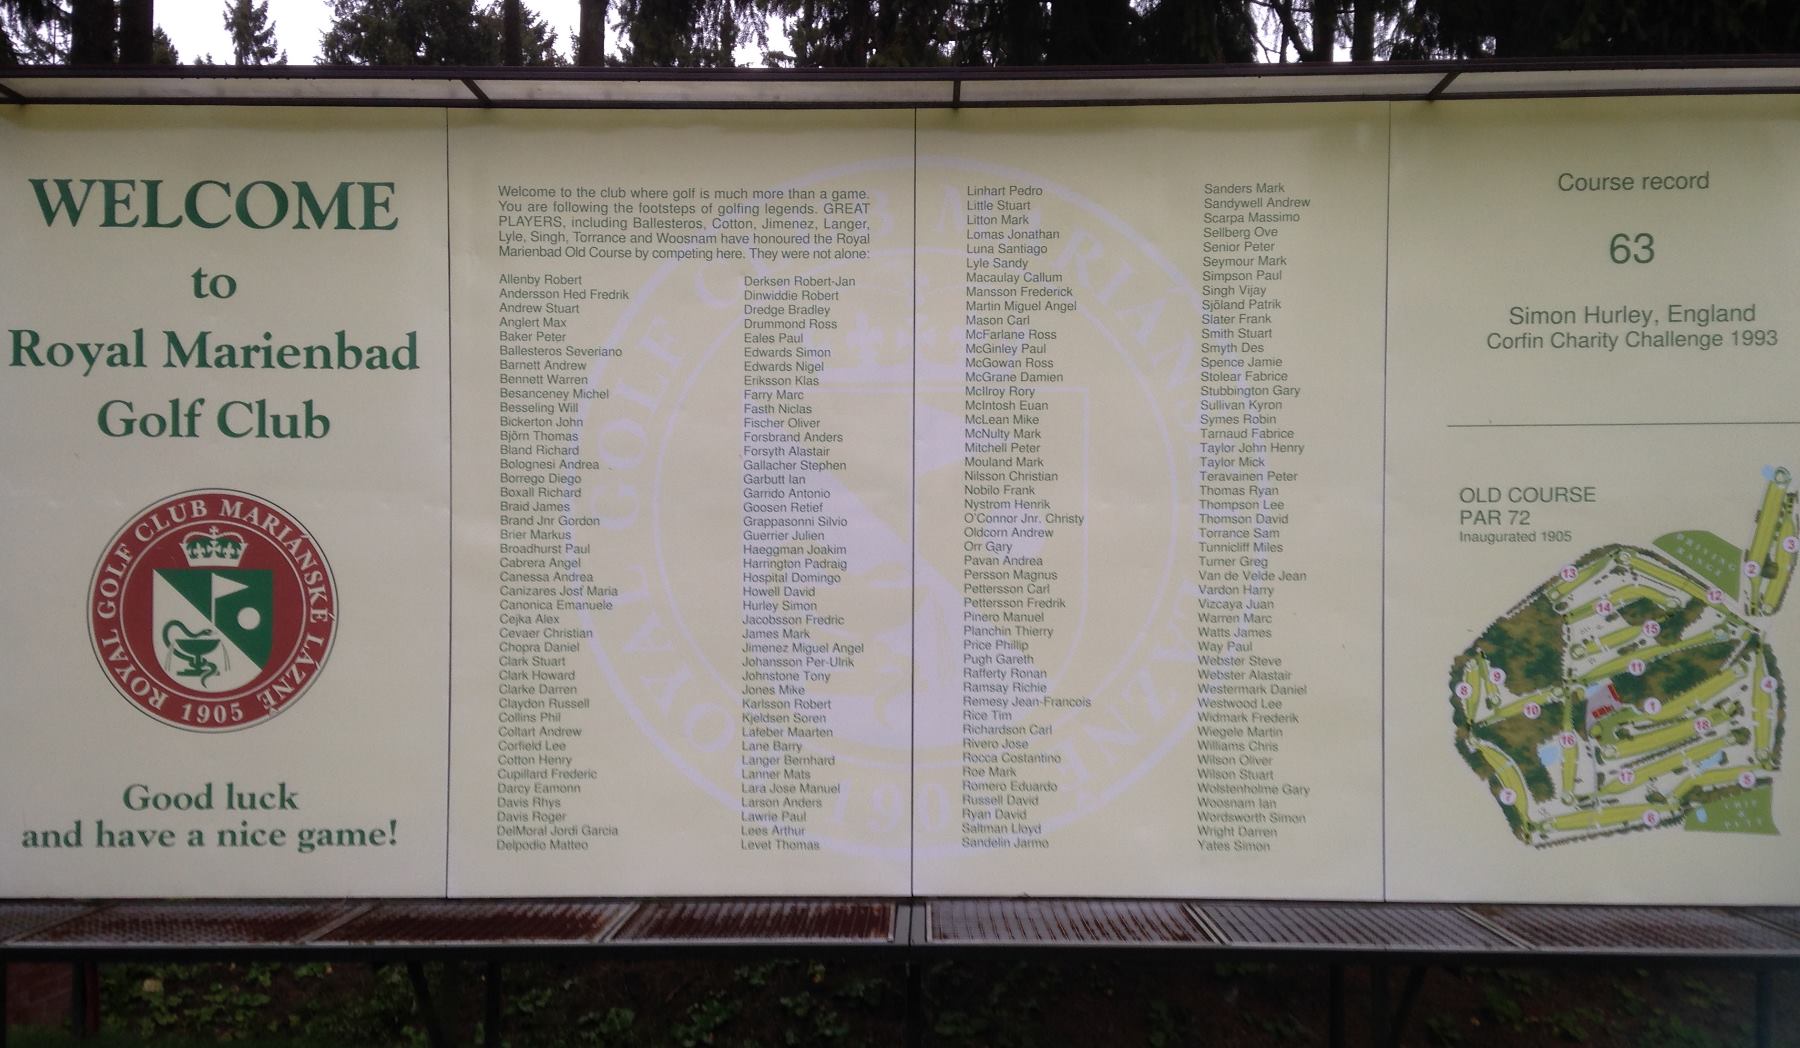 WELCOME
to
Royal Marienbad
Golf Club
ROYAL GOLF CLUB MARIÁNSKÉ LÁZNĚ
1905
Good luck
and have a nice game!
Welcome to the club where golf is much more than a game.
You are following the footsteps of golfing legends. GREAT
PLAYERS, including Ballesteros, Cotton, Jimenez, Langer,
Lyle, Singh, Torrance and Woosnam have honoured the Royal
Marienbad Old Course by competing here. They were not alone:
Allenby Robert
Andersson Hed Fredrik
Andrew Stuart
Anglert Max
Baker Peter
Ballesteros Severiano
Barnett Andrew
Bennett Warren
Besanceney Michel
Besseling Will
Bickerton John
Björn Thomas
Bland Richard
Bolognesi Andrea
Borrego Diego
Boxall Richard
Braid James
Brand Jnr Gordon
Brier Markus
Broadhurst Paul
Cabrera Angel
Canessa Andrea
Canizares José Maria
Canonica Emanuele
Cejka Alex
Cevaer Christian
Chopra Daniel
Clark Stuart
Clark Howard
Clarke Darren
Claydon Russell
Collins Phil
Coltart Andrew
Corfield Lee
Cotton Henry
Cupillard Frederic
Darcy Eamonn
Davis Rhys
Davis Roger
DelMoral Jordi Garcia
Delpodio Matteo
Derksen Robert-Jan
Dinwiddie Robert
Dredge Bradley
Drummond Ross
Eales Paul
Edwards Simon
Edwards Nigel
Eriksson Klas
Farry Marc
Fasth Niclas
Fischer Oliver
Forsbrand Anders
Forsyth Alastair
Gallacher Stephen
Garbutt Ian
Garrido Antonio
Goosen Retief
Grappasonni Silvio
Guerrier Julien
Haeggman Joakim
Harrington Padraig
Hospital Domingo
Howell David
Hurley Simon
Jacobsson Fredric
James Mark
Jimenez Miguel Angel
Johansson Per-Ulrik
Johnstone Tony
Jones Mike
Karlsson Robert
Kjeldsen Soren
Lafeber Maarten
Lane Barry
Langer Bernhard
Lanner Mats
Lara Jose Manuel
Larson Anders
Lawrie Paul
Lees Arthur
Levet Thomas
Linhart Pedro
Little Stuart
Litton Mark
Lomas Jonathan
Luna Santiago
Lyle Sandy
Macaulay Callum
Mansson Frederick
Martin Miguel Angel
Mason Carl
McFarlane Ross
McGinley Paul
McGowan Ross
McGrane Damien
McIlroy Rory
McIntosh Euan
McLean Mike
McNulty Mark
Mitchell Peter
Mouland Mark
Nilsson Christian
Nobilo Frank
Nystrom Henrik
O'Connor Jnr. Christy
Oldcorn Andrew
Orr Gary
Pavan Andrea
Persson Magnus
Pettersson Carl
Pettersson Fredrik
Pinero Manuel
Planchin Thierry
Price Phillip
Pugh Gareth
Rafferty Ronan
Ramsay Richie
Remesy Jean-Francois
Rice Tim
Richardson Carl
Rivero Jose
Rocca Costantino
Roe Mark
Romero Eduardo
Russell David
Ryan David
Saltman Lloyd
Sandelin Jarmo
Sanders Mark
Sandywell Andrew
Scarpa Massimo
Sellberg Ove
Senior Peter
Seymour Mark
Simpson Paul
Singh Vijay
Sjöland Patrik
Slater Frank
Smith Stuart
Smyth Des
Spence Jamie
Stolear Fabrice
Stubbington Gary
Sullivan Kyron
Symes Robin
Tarnaud Fabrice
Taylor John Henry
Taylor Mick
Teravainen Peter
Thomas Ryan
Thompson Lee
Thomson David
Torrance Sam
Tunnicliff Miles
Turner Greg
Van de Velde Jean
Vardon Harry
Vizcaya Juan
Warren Marc
Watts James
Way Paul
Webster Steve
Webster Alastair
Westermark Daniel
Westwood Lee
Widmark Frederik
Wiegele Martin
Williams Chris
Wilson Oliver
Wilson Stuart
Wolstenholme Gary
Woosnam Ian
Wordsworth Simon
Wright Darren
Yates Simon
Course record
63
Simon Hurley, England
Corfin Charity Challenge 1993
OLD COURSE
PAR 72
Inaugurated 1905
DRIVING
RANGE
3
2
13
12
14
15
11
9
8
4
10
1
18
16
17
5
7
6